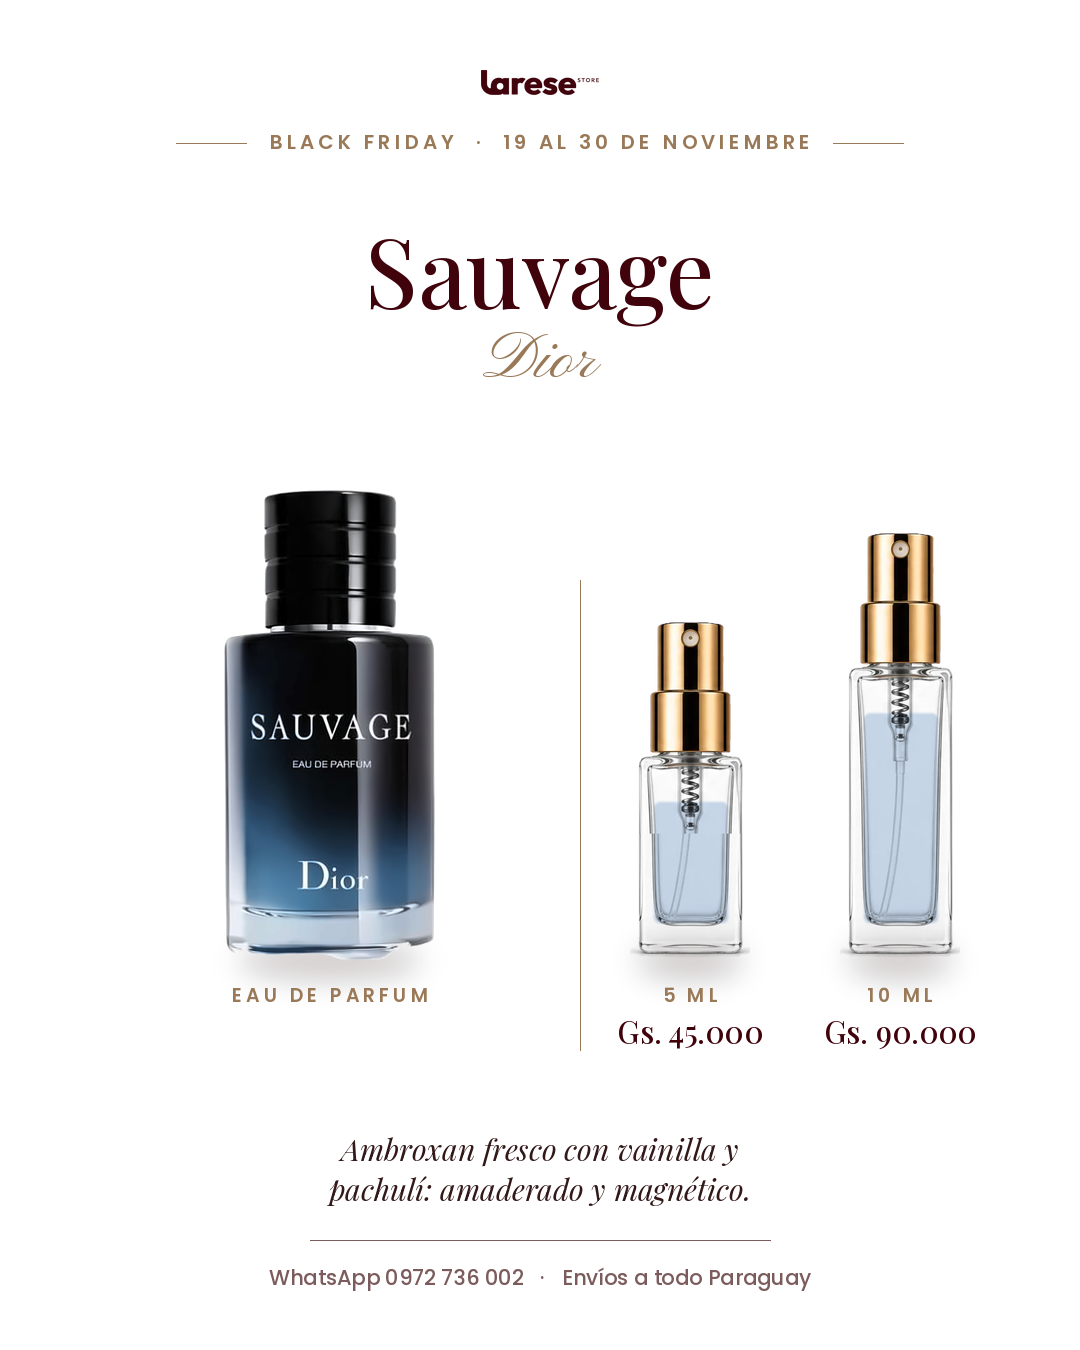 larese STORE
BLACK FRIDAY · 19 AL 30 DE NOVIEMBRE
Sauvage
Dior
SAUVAGE
EAU DE PARFUM
Dior
EAU DE PARFUM
5 ML
Gs. 45.000
10 ML
Gs. 90.000
Ambroxan fresco con vainilla y
pachulí: amaderado y magnético.
WhatsApp 0972 736 002 · Envíos a todo Paraguay